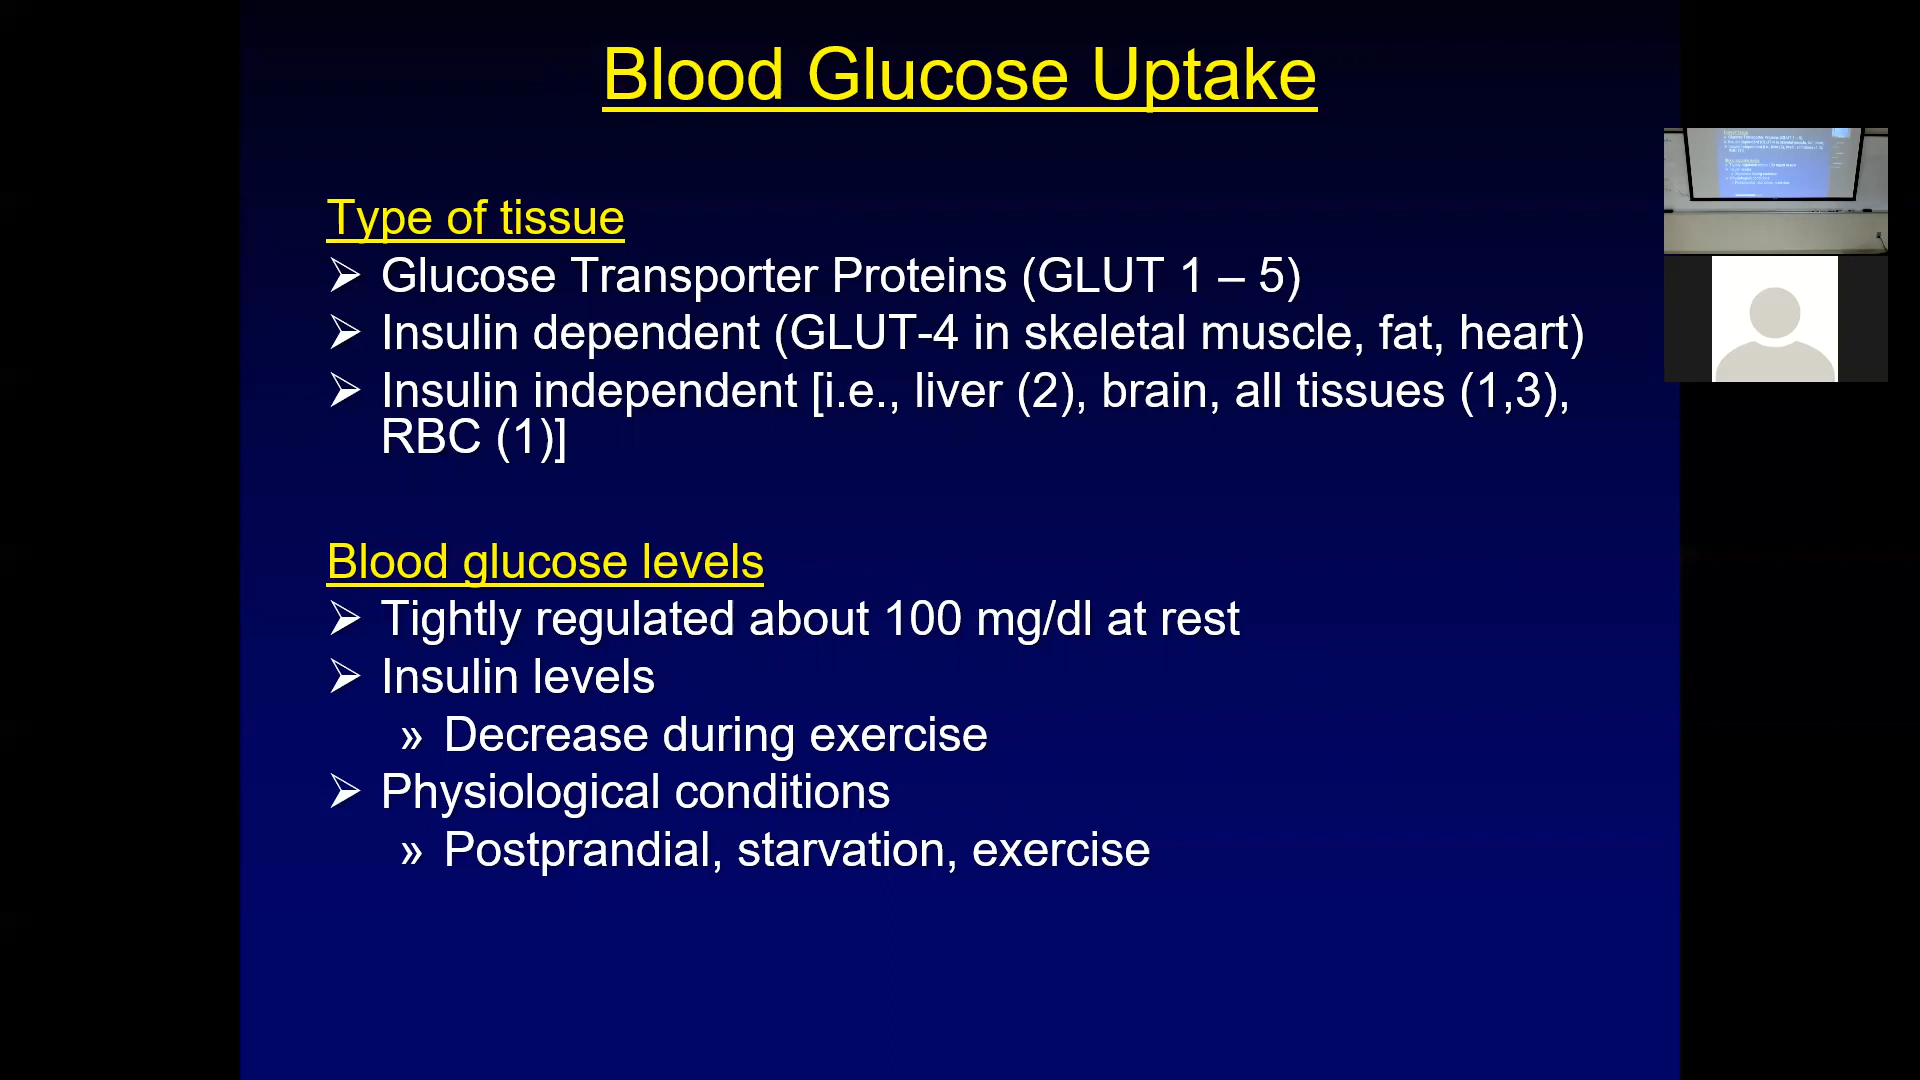 Blood Glucose Uptake
Type of tissue
➢ Glucose Transporter Proteins (GLUT 1 – 5)
➢ Insulin dependent (GLUT-4 in skeletal muscle, fat, heart)
➢ Insulin independent [i.e., liver (2), brain, all tissues (1,3),
RBC (1)]
Blood glucose levels
➢ Tightly regulated about 100 mg/dl at rest
➢ Insulin levels
» Decrease during exercise
➢ Physiological conditions
» Postprandial, starvation, exercise